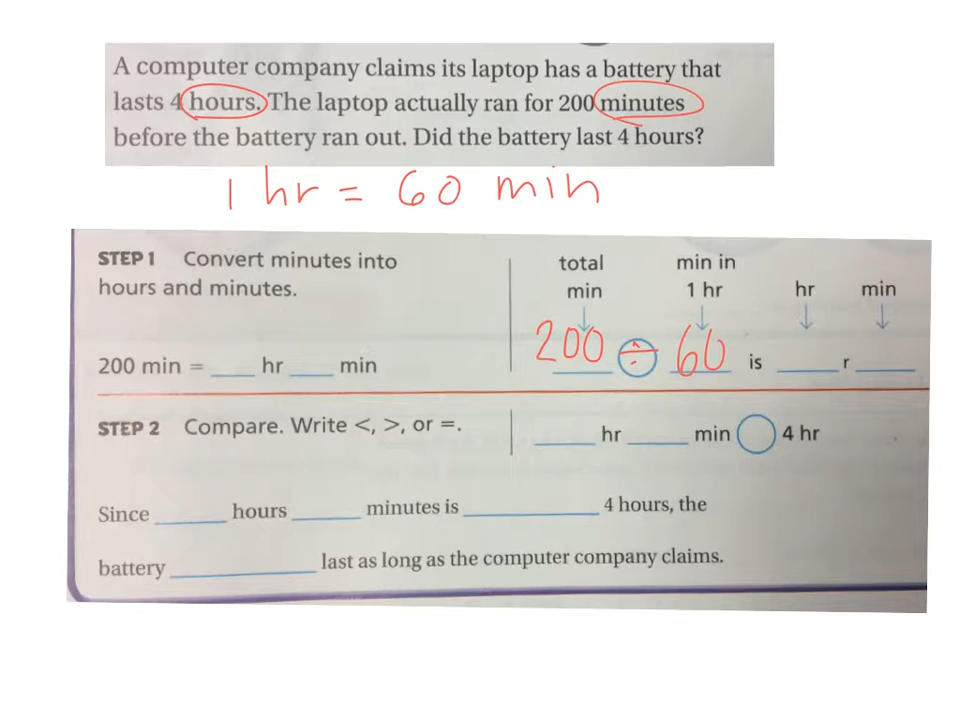 A computer company claims its laptop has a battery that
lasts 4 hours. The laptop actually ran for 200 minutes
before the battery ran out. Did the battery last 4 hours?
1 hr = 60 min
STEP 1 Convert minutes into
hours and minutes.
total min in
min 1 hr hr min
200 ÷ 60 is ____ r ____
200 min = ____ hr ____ min
STEP 2 Compare. Write <, >, or =.
____ hr ____ min ◯ 4 hr
Since ____ hours ____ minutes is ____ 4 hours, the
battery ____ last as long as the computer company claims.